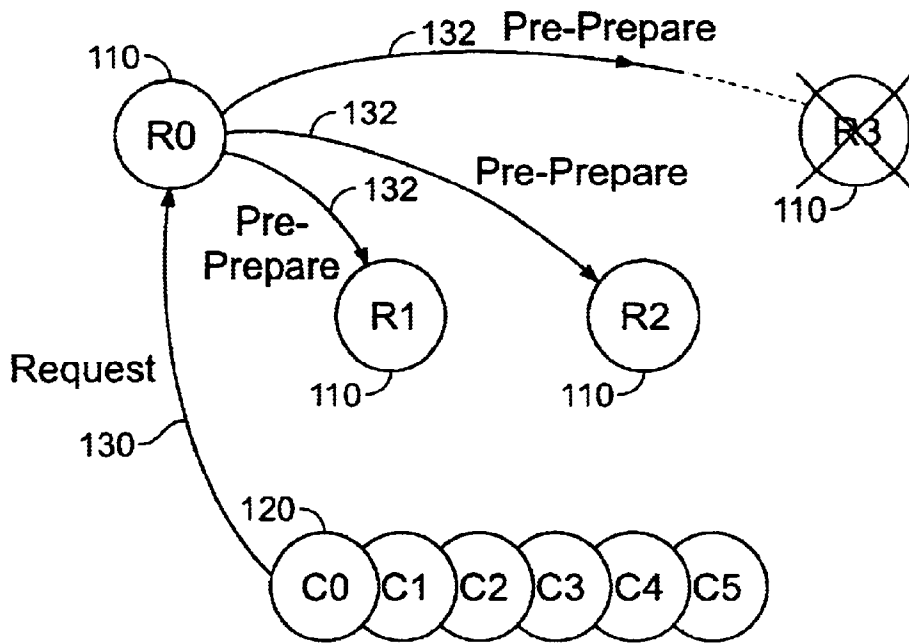 132
Pre-Prepare
110
110
R0
132
R3
Pre-Prepare
132
110
Pre-
Prepare
R1
R2
Request
110
110
130
120
C0
C1
C2
C3
C4
C5